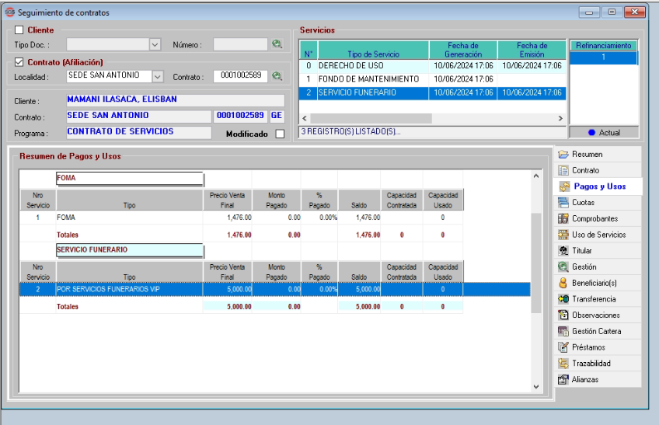 Seguimiento de contratos
Cliente
Tipo Doc. :
Número :
Contrato (Afiliación)
Localidad :
SEDE SAN ANTONIO
Contrato :
0001002589
Cliente :
MAMANI ILASACA, ELISBAN
Contrato :
SEDE SAN ANTONIO
0001002589
GE
Programa :
CONTRATO DE SERVICIOS
Modificado
Servicios
N° Tipo de Servicio Fecha de Generación Fecha de Emisión
0 DERECHO DE USO 10/06/2024 17:06 10/06/2024 17:06
1 FONDO DE MANTENIMIENTO 10/06/2024 17:06
2 SERVICIO FUNERARIO 10/06/2024 17:06 10/06/2024 17:06
3 REGISTRO(S) LISTADO(S)...
Refinanciamiento
1
Actual
Resumen de Pagos y Usos
FOMA
Nro Servicio Tipo Precio Venta Final Monto Pagado % Pagado Saldo Capacidad Contratada Capacidad Usado
1 FOMA 1,476.00 0.00 0.00% 1,476.00 0
Totales 1,476.00 0.00 1,476.00 0 0
SERVICIO FUNERARIO
Nro Servicio Tipo Precio Venta Final Monto Pagado % Pagado Saldo Capacidad Contratada Capacidad Usado
2 POR SERVICIOS FUNERARIOS VIP 5,000.00 0.00 0.00% 5,000.00 0
Totales 5,000.00 0.00 5,000.00 0 0
Resumen
Contrato
Pagos y Usos
Cuotas
Comprobantes
Uso de Servicios
Titular
Gestión
Beneficiario(s)
Transferencia
Observaciones
Gestión Cartera
Préstamos
Trazabilidad
Alianzas